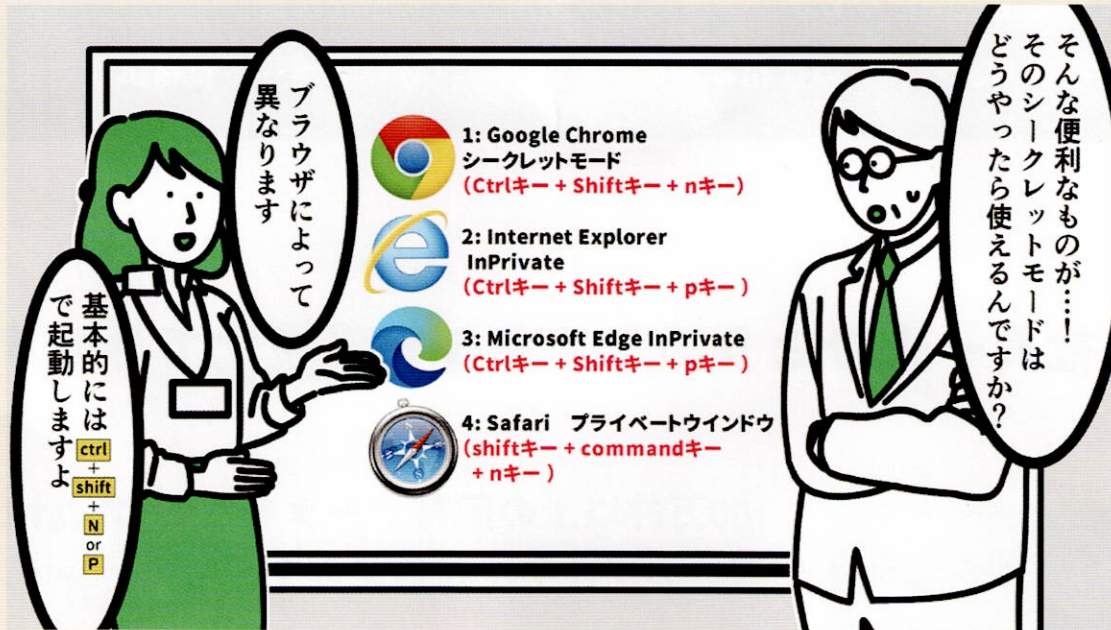 そんな便利なものが……!
そのシークレットモードは
どうやったら使えるんですか?
ブラウザによって
異なります
1: Google Chrome
シークレットモード
(Ctrlキー + Shiftキー + nキー)
2: Internet Explorer
InPrivate
(Ctrlキー + Shiftキー + pキー )
3: Microsoft Edge InPrivate
(Ctrlキー + Shiftキー + pキー )
4: Safari　プライベートウインドウ
(shiftキー + commandキー
+ nキー )
基本的には ctrl + shift + N or P
で起動しますよ